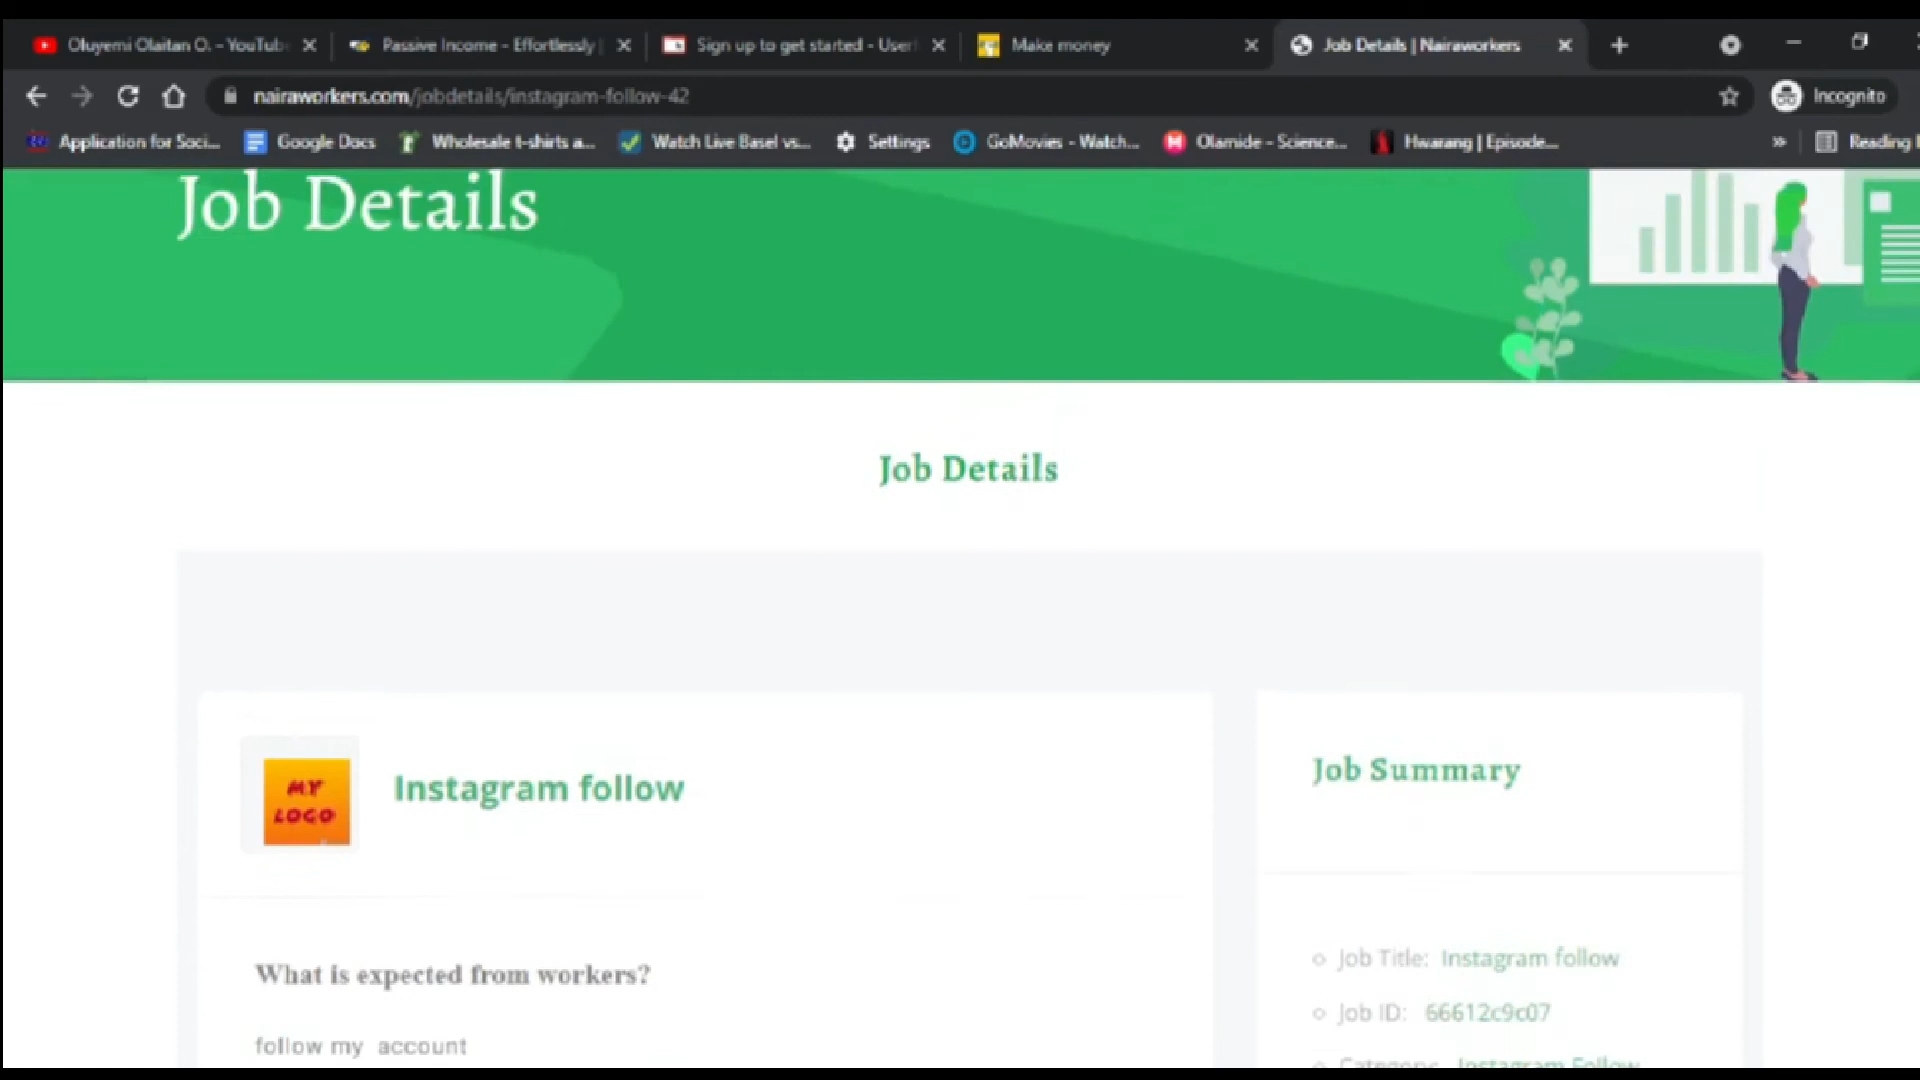 Oluyemi Olaitan O. - YouTub
Passive Income - Effortlessly
Sign up to get started - User
Make money
Job Details | Nairaworkers
nairaworkers.com/jobdetails/instagram-follow-42
Incognito
Application for Soci...
Google Docs
Wholesale t-shirts a...
Watch Live Basel vs...
Settings
GoMovies - Watch...
Olamide - Science...
Hwarang | Episode...
Reading
Job Details
Job Details
MY
LOGO
Instagram follow
Job Summary
What is expected from workers?
follow my account
Job Title: Instagram follow
Job ID: 66612c9c07
Category: Instagram Follow